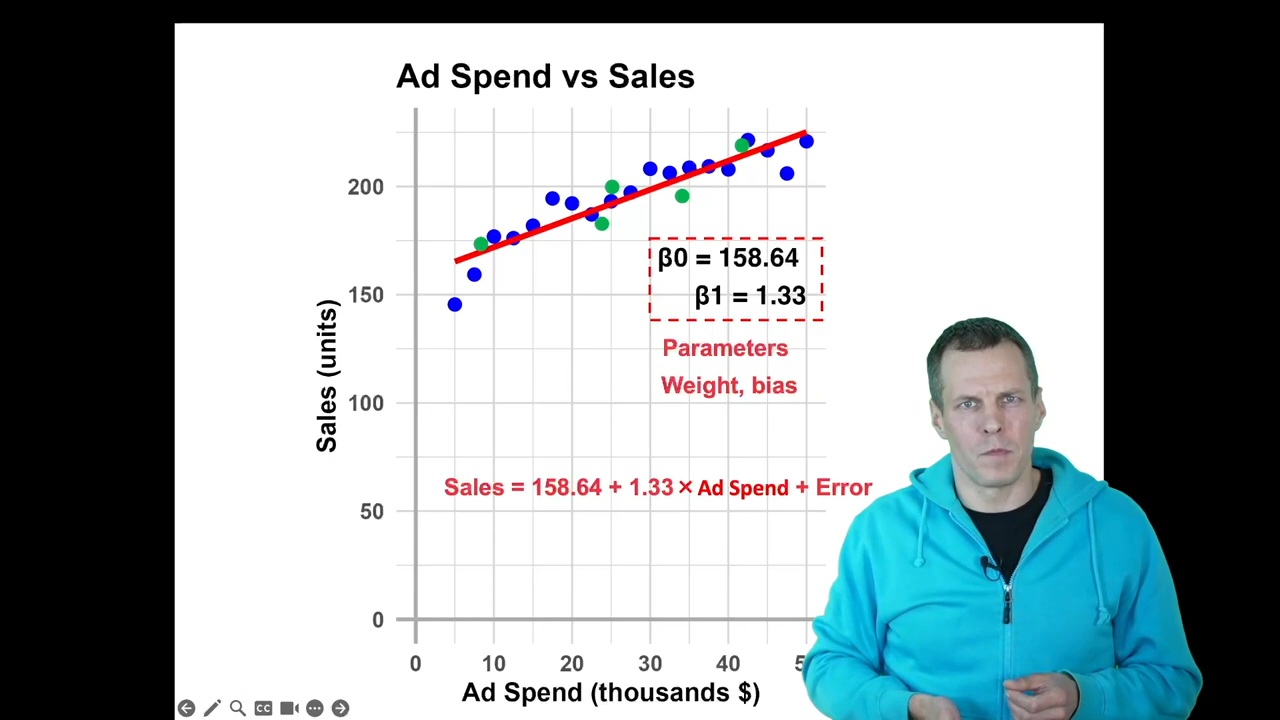 Ad Spend vs Sales
200
150
100
50
0
Sales (units)
β0 = 158.64
β1 = 1.33
Parameters
Weight, bias
Sales = 158.64 + 1.33 × Ad Spend + Error
0 10 20 30 40
Ad Spend (thousands $)
CC